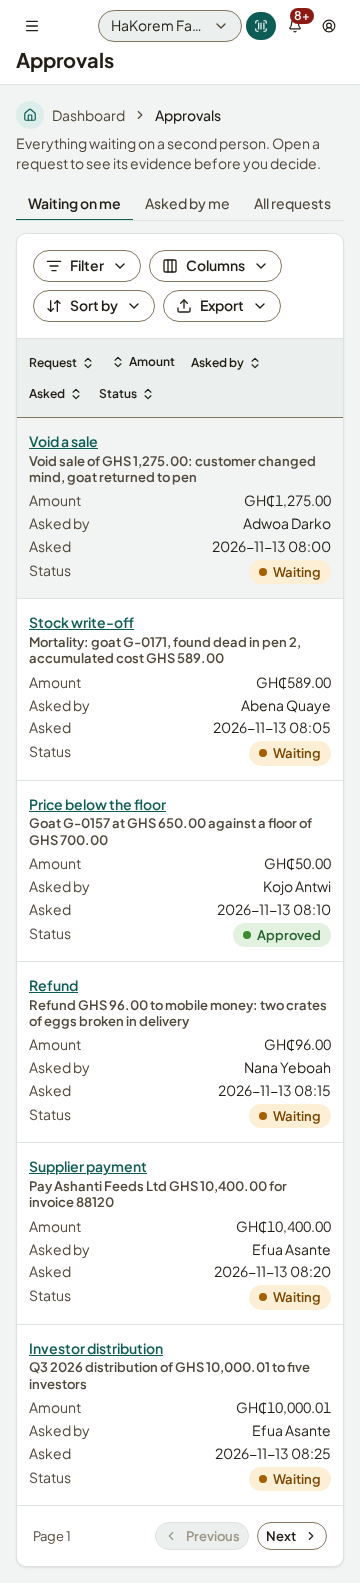 HaKorem Fa...
8+
Approvals
Dashboard > Approvals
Everything waiting on a second person. Open a
request to see its evidence before you decide.
Waiting on me Asked by me All requests
Filter Columns
Sort by Export
Request Amount Asked by
Asked Status
Void a sale
Void sale of GHS 1,275.00: customer changed
mind, goat returned to pen
Amount GH₵1,275.00
Asked by Adwoa Darko
Asked 2026-11-13 08:00
Status Waiting
Stock write-off
Mortality: goat G-0171, found dead in pen 2,
accumulated cost GHS 589.00
Amount GH₵589.00
Asked by Abena Quaye
Asked 2026-11-13 08:05
Status Waiting
Price below the floor
Goat G-0157 at GHS 650.00 against a floor of
GHS 700.00
Amount GH₵50.00
Asked by Kojo Antwi
Asked 2026-11-13 08:10
Status Approved
Refund
Refund GHS 96.00 to mobile money: two crates
of eggs broken in delivery
Amount GH₵96.00
Asked by Nana Yeboah
Asked 2026-11-13 08:15
Status Waiting
Supplier payment
Pay Ashanti Feeds Ltd GHS 10,400.00 for
invoice 88120
Amount GH₵10,400.00
Asked by Efua Asante
Asked 2026-11-13 08:20
Status Waiting
Investor distribution
Q3 2026 distribution of GHS 10,000.01 to five
investors
Amount GH₵10,000.01
Asked by Efua Asante
Asked 2026-11-13 08:25
Status Waiting
Page 1 Previous Next